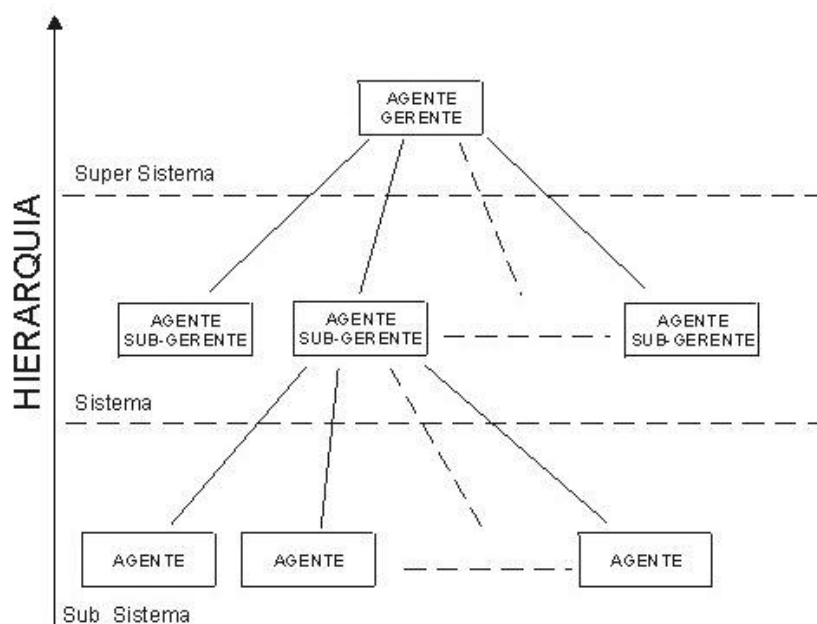 AGENTE
GERENTE
Super Sistema
HIERARQUIA
AGENTE
SUB-GERENTE
AGENTE
SUB-GERENTE
AGENTE
SUB-GERENTE
Sistema
AGENTE
AGENTE
AGENTE
Sub Sistema